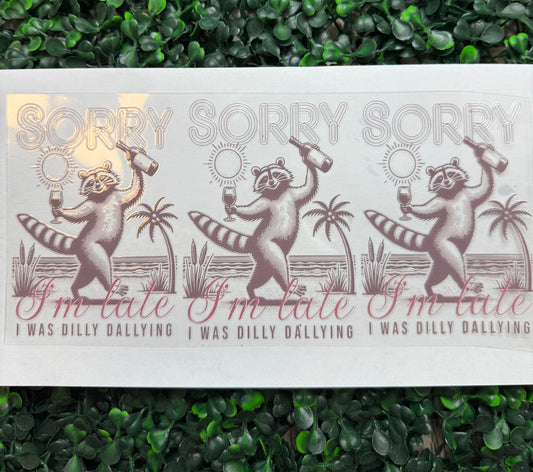 SORRY
I'm late
I WAS DILLY DALLYING
SORRY
I'm late
I WAS DILLY DALLYING
SORRY
I'm late
I WAS DILLY DALLYING